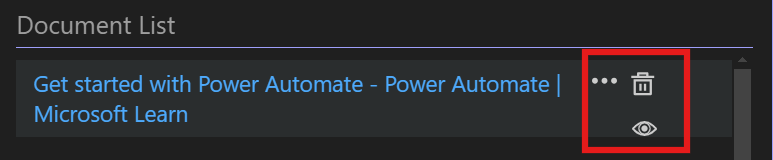 Document List
Get started with Power Automate - Power Automate |
Microsoft Learn